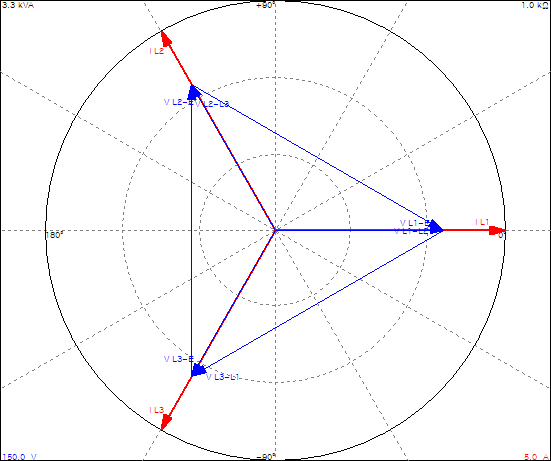 3.3 kVA
+90°
1.0 kΩ
I L2
V L2-E
V L2-L3
I L1
V L1-E
V L1-L2
180°
0°
V L3-E
V L3-L1
I L3
150.0 V
-90°
5.0 A